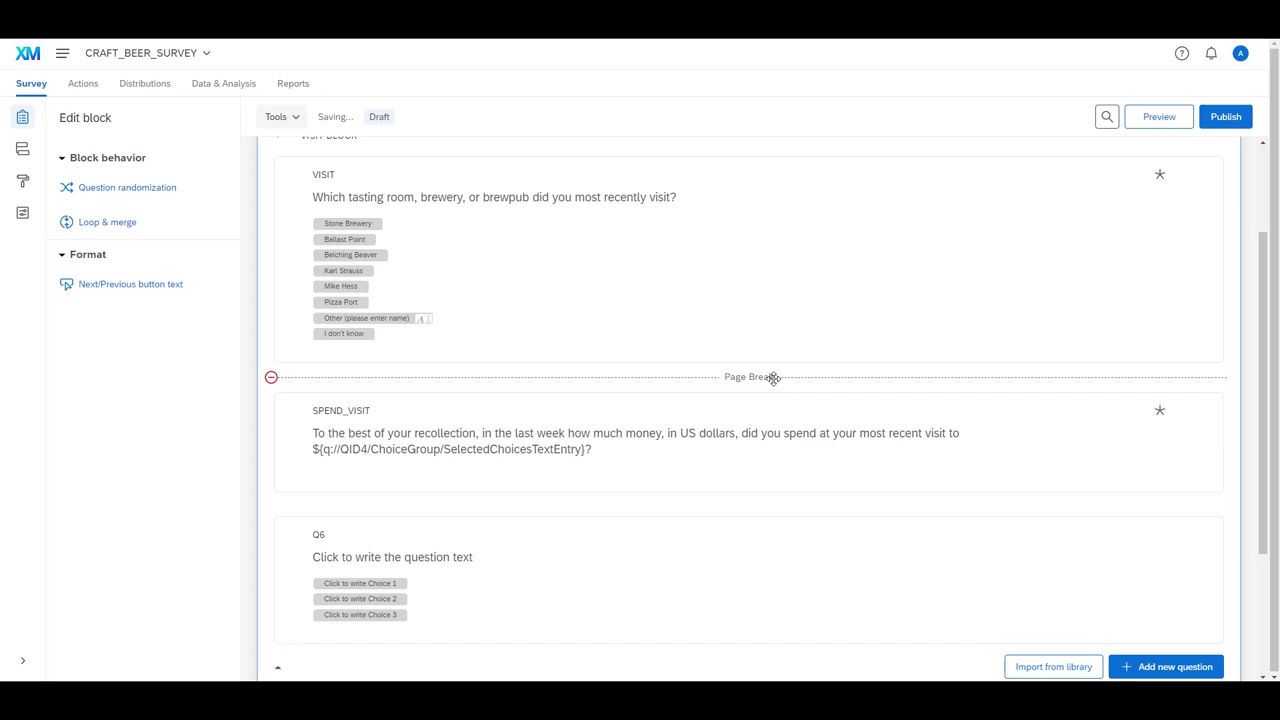 XM
CRAFT_BEER_SURVEY
A
Survey
Actions
Distributions
Data & Analysis
Reports
Edit block
Tools
Saving...
Draft
Preview
Publish
VISIT BLOCK
Block behavior
Question randomization
Loop & merge
Format
Next/Previous button text
VISIT
Which tasting room, brewery, or brewpub did you most recently visit?
Stone Brewery
Ballast Point
Belching Beaver
Karl Strauss
Mike Hess
Pizza Port
Other (please enter name)
I don't know
Page Break
SPEND_VISIT
To the best of your recollection, in the last week how much money, in US dollars, did you spend at your most recent visit to
${q://QID4/ChoiceGroup/SelectedChoicesTextEntry}?
Q6
Click to write the question text
Click to write Choice 1
Click to write Choice 2
Click to write Choice 3
Import from library
Add new question